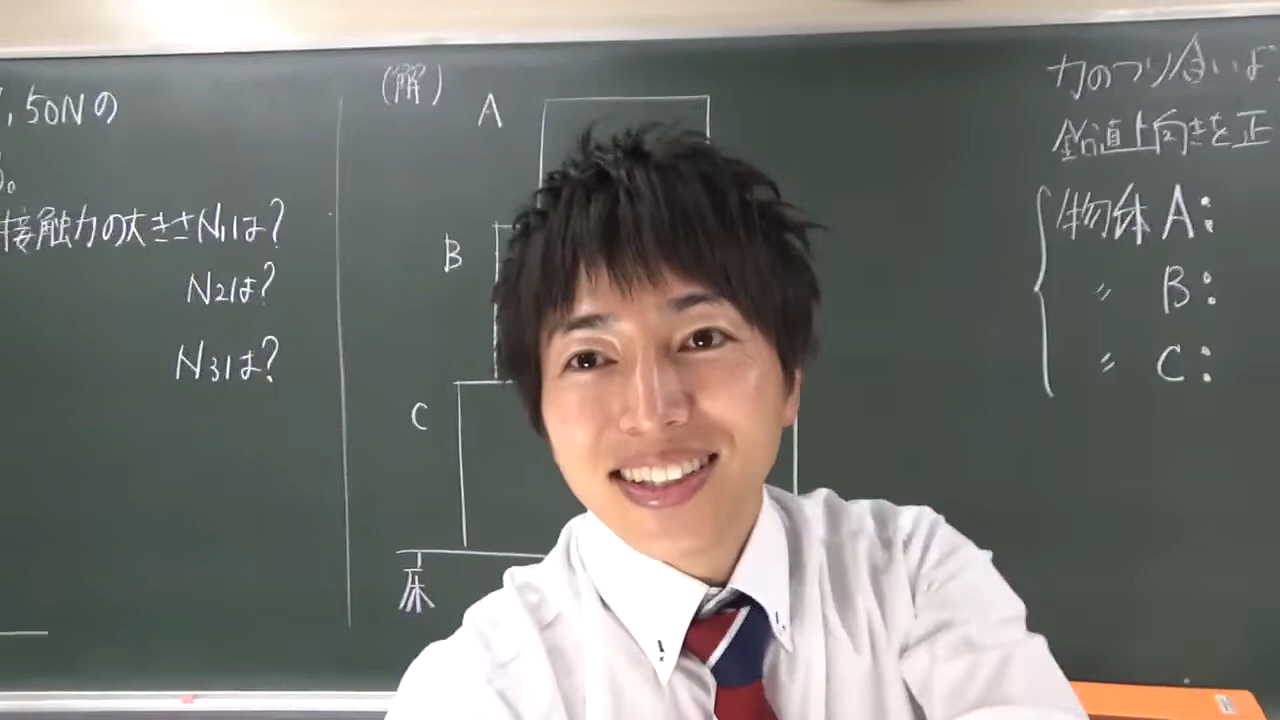 , 50Nの
。
接触力の大きさN₁は?
N₂は?
N₃は?
(解)
A
B
C
床
力のつり合いよ
鉛直上向きを正
物体 A:
〃 B:
〃 C: